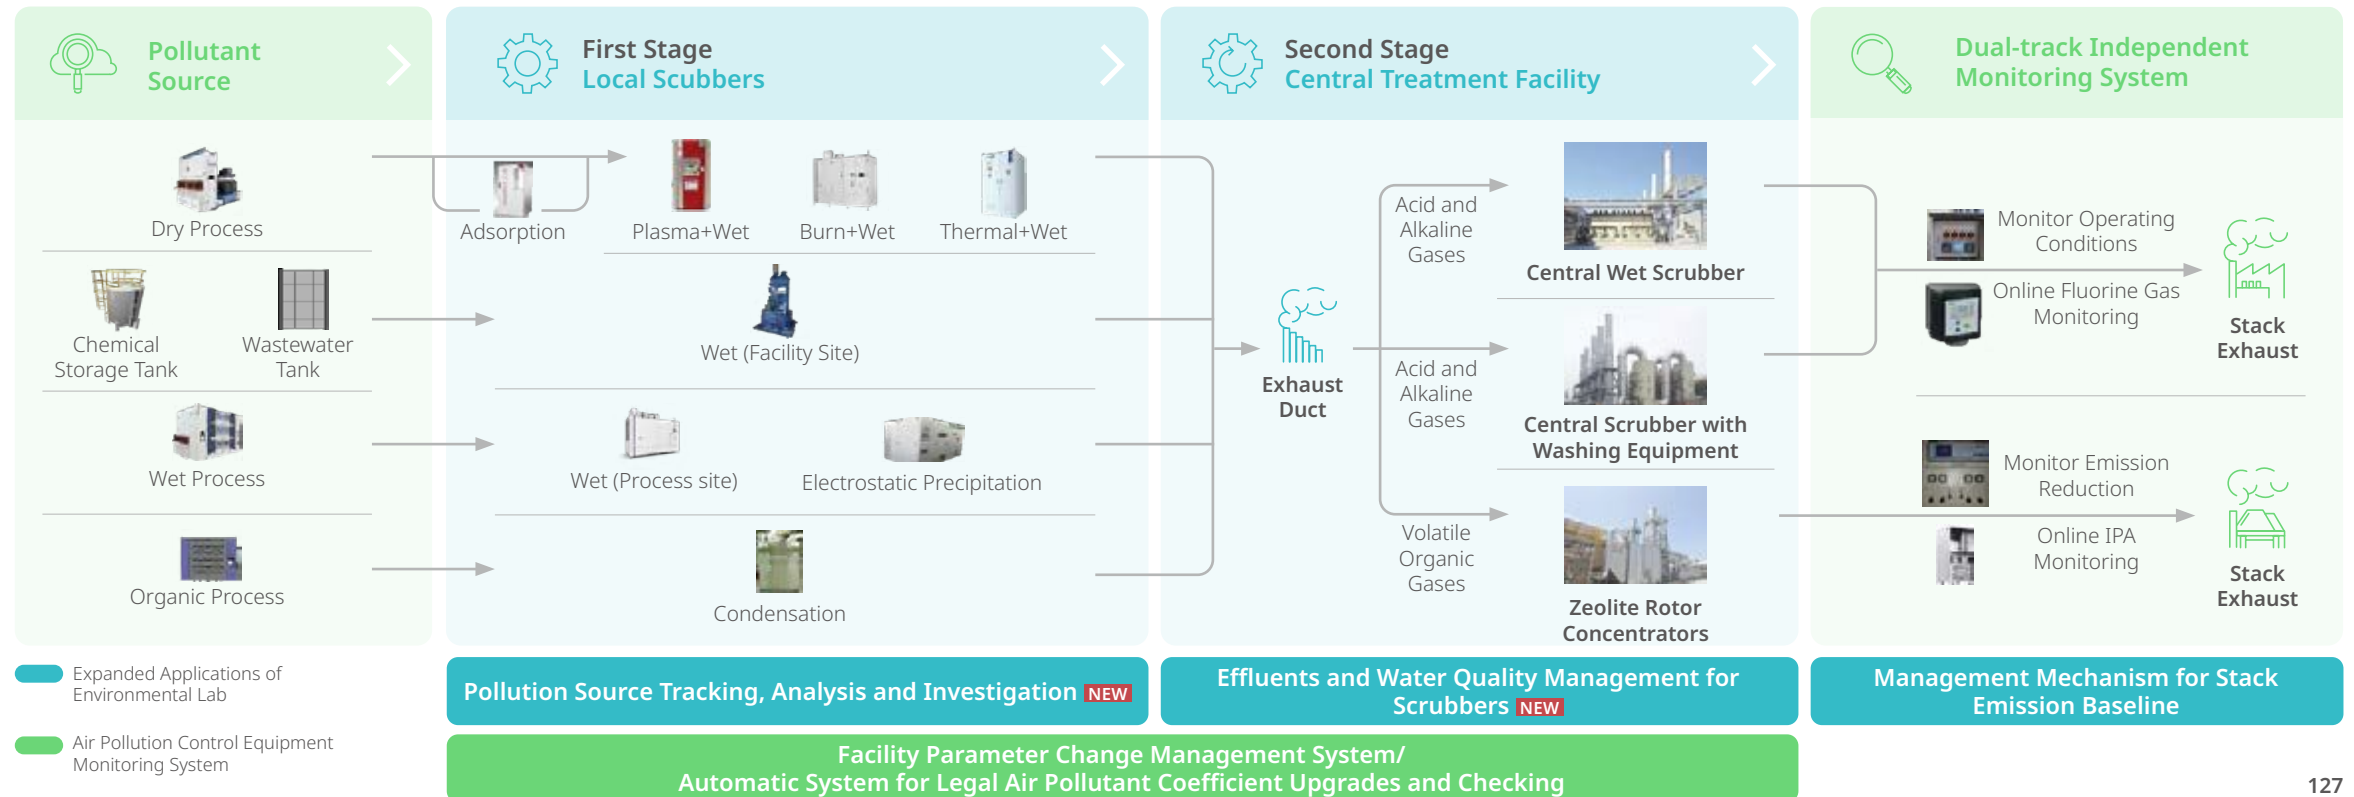 Pollutant
Source
First Stage
Local Scubbers
Second Stage
Central Treatment Facility
Dual-track Independent
Monitoring System
Dry Process
Chemical
Storage Tank
Wastewater
Tank
Wet Process
Organic Process
Adsorption
Plasma+Wet
Burn+Wet
Thermal+Wet
Wet (Facility Site)
Wet (Process site)
Electrostatic Precipitation
Condensation
Exhaust
Duct
Acid and
Alkaline
Gases
Acid and
Alkaline
Gases
Volatile
Organic
Gases
Central Wet Scrubber
Central Scrubber with
Washing Equipment
Zeolite Rotor
Concentrators
Monitor Operating
Conditions
Online Fluorine Gas
Monitoring
Stack
Exhaust
Monitor Emission
Reduction
Online IPA
Monitoring
Stack
Exhaust
Expanded Applications of
Environmental Lab
Air Pollution Control Equipment
Monitoring System
Pollution Source Tracking, Analysis and Investigation NEW
Effluents and Water Quality Management for
Scrubbers NEW
Management Mechanism for Stack
Emission Baseline
Facility Parameter Change Management System/
Automatic System for Legal Air Pollutant Coefficient Upgrades and Checking
127